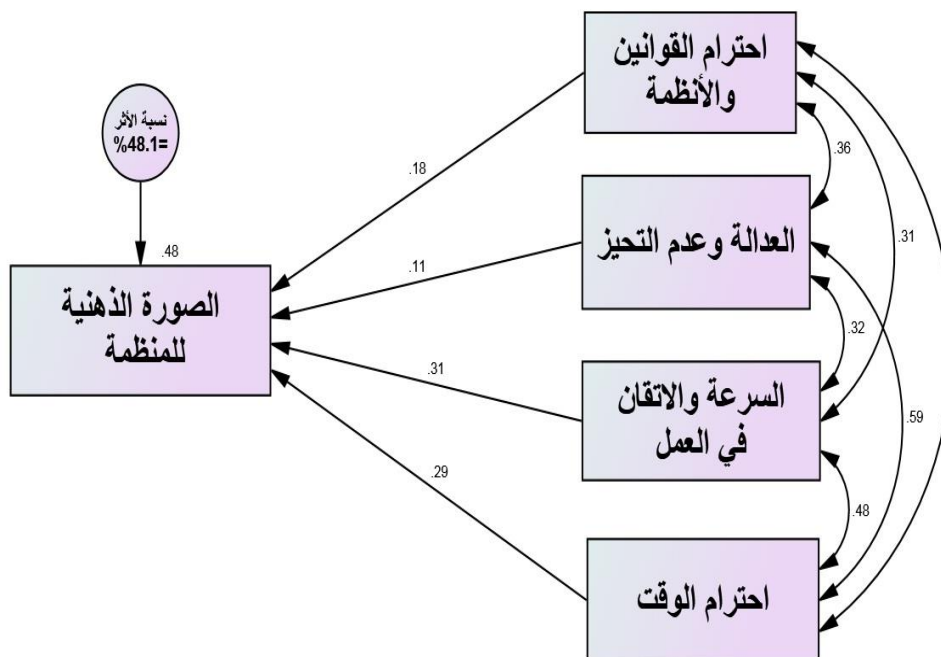 احترام القوانين
والأنظمة
نسبة الأثر
%48.1=
.36
.18
.48
العدالة وعدم التحيز
.31
.11
الصورة الذهنية
للمنظمة
.32
.31
السرعة والاتقان
في العمل
.59
.29
.48
احترام الوقت